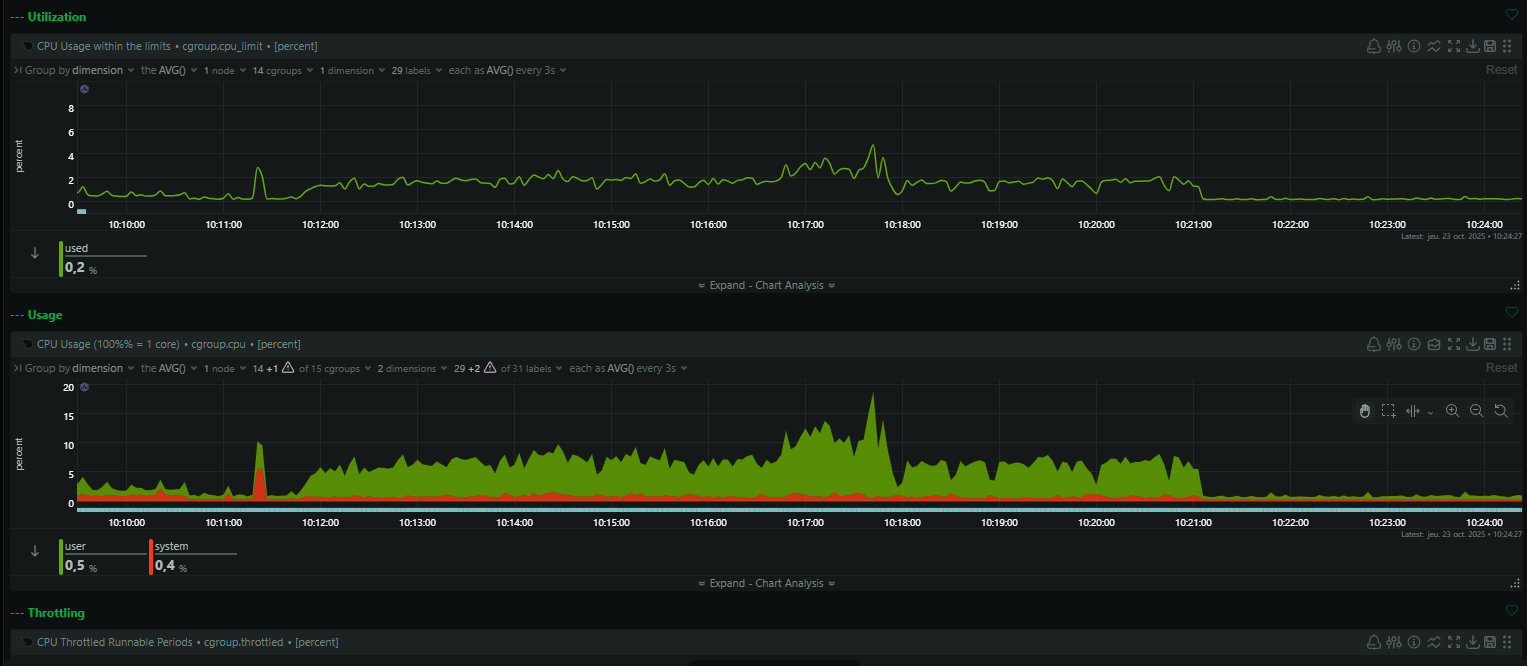 --- Utilization
CPU Usage within the limits • cgroup.cpu_limit • [percent]
Group by dimension the AVG() 1 node 14 cgroups 1 dimension 29 labels each as AVG() every 3s Reset
8
6
4
2
0
percent
10:10:00 10:11:00 10:12:00 10:13:00 10:14:00 10:15:00 10:16:00 10:17:00 10:18:00 10:19:00 10:20:00 10:21:00 10:22:00 10:23:00 10:24:00
Latest: jeu. 23 oct. 2025 • 10:24:27
used
0,2 %
Expand - Chart Analysis
--- Usage
CPU Usage (100%% = 1 core) • cgroup.cpu • [percent]
Group by dimension the AVG() 1 node 14 +1 of 15 cgroups 2 dimensions 29 +2 of 31 labels each as AVG() every 3s Reset
20
15
10
5
0
percent
10:10:00 10:11:00 10:12:00 10:13:00 10:14:00 10:15:00 10:16:00 10:17:00 10:18:00 10:19:00 10:20:00 10:21:00 10:22:00 10:23:00 10:24:00
Latest: jeu. 23 oct. 2025 • 10:24:27
user system
0,5 % 0,4 %
Expand - Chart Analysis
--- Throttling
CPU Throttled Runnable Periods • cgroup.throttled • [percent]